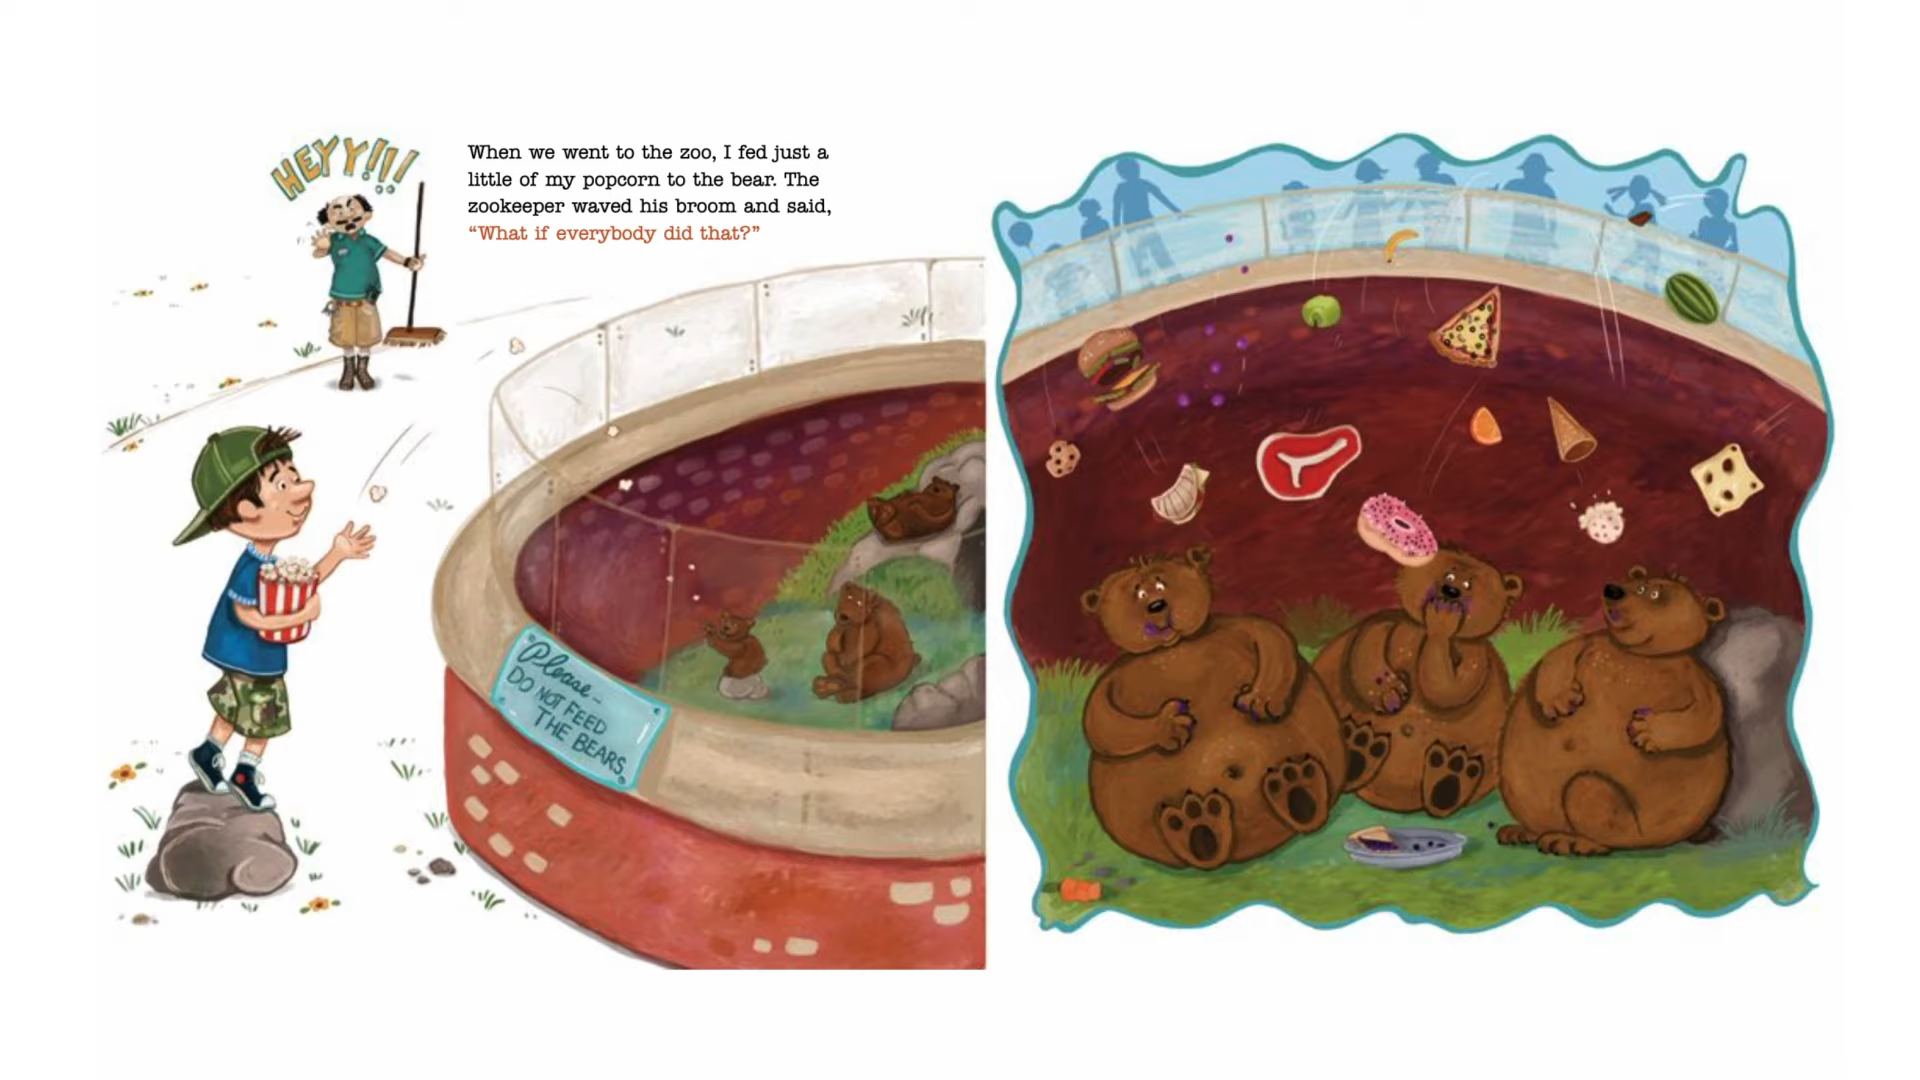 HEYY!!!
When we went to the zoo, I fed just a
little of my popcorn to the bear. The
zookeeper waved his broom and said,
“What if everybody did that?”
Please--
DO NOT FEED
THE BEARS.